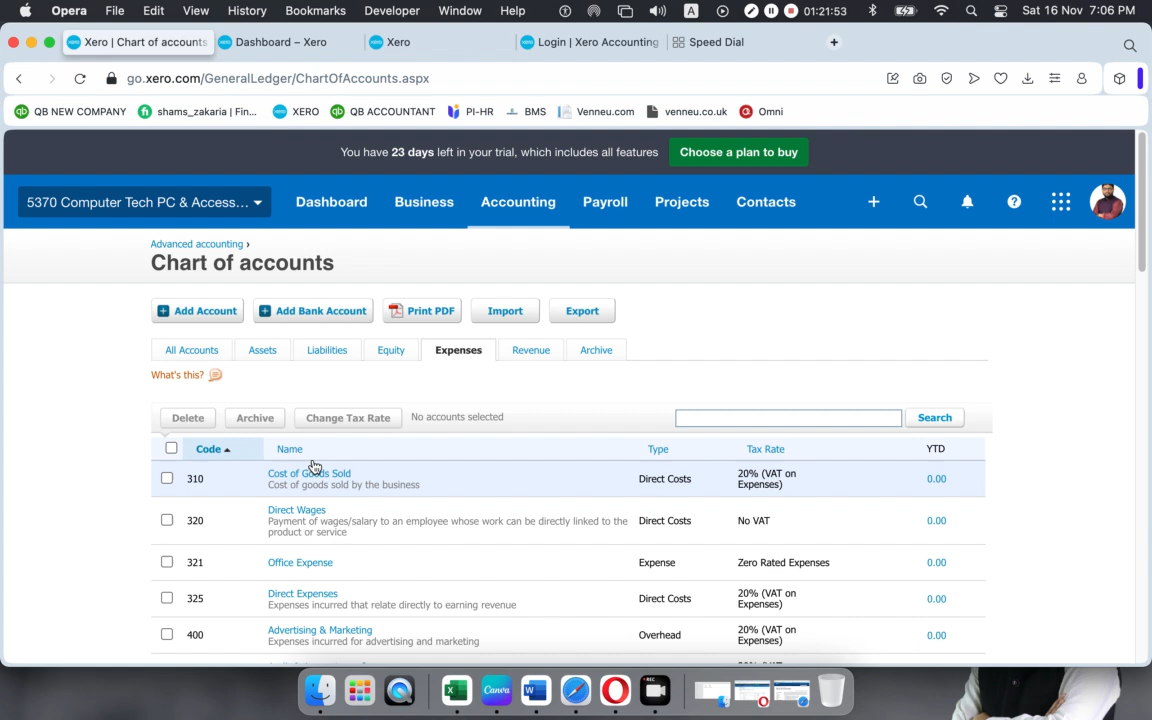 Opera File Edit View History Bookmarks Developer Window Help A 01:21:53 Sat 16 Nov 7:06 PM
Xero | Chart of accounts Dashboard – Xero Xero Login | Xero Accounting Speed Dial
go.xero.com/GeneralLedger/ChartOfAccounts.aspx
QB NEW COMPANY shams_zakaria | Fin... XERO QB ACCOUNTANT PI-HR BMS Venneu.com venneu.co.uk Omni
You have 23 days left in your trial, which includes all features Choose a plan to buy
5370 Computer Tech PC & Access... Dashboard Business Accounting Payroll Projects Contacts
Advanced accounting ›
Chart of accounts
Add Account Add Bank Account Print PDF Import Export
All Accounts Assets Liabilities Equity Expenses Revenue Archive
What's this?
Delete Archive Change Tax Rate No accounts selected Search
Code Name Type Tax Rate YTD
310 Cost of Goods Sold Direct Costs 20% (VAT on Expenses) 0.00
Cost of goods sold by the business
320 Direct Wages Direct Costs No VAT 0.00
Payment of wages/salary to an employee whose work can be directly linked to the
product or service
321 Office Expense Expense Zero Rated Expenses 0.00
325 Direct Expenses Direct Costs 20% (VAT on Expenses) 0.00
Expenses incurred that relate directly to earning revenue
400 Advertising & Marketing Overhead 20% (VAT on Expenses) 0.00
Expenses incurred for advertising and marketing
Canva
REC